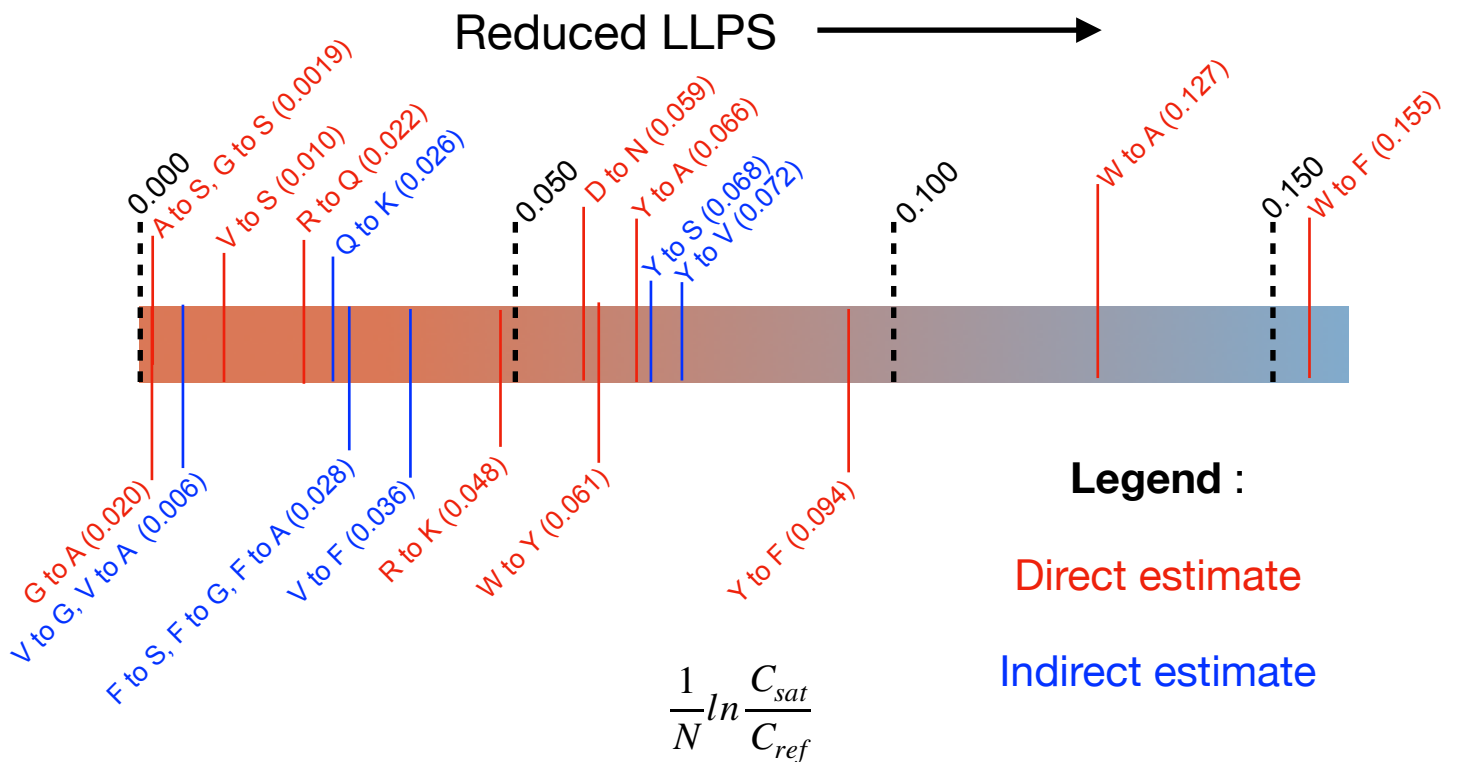 Reduced LLPS
0.000
A to S, G to S (0.0019)
V to S (0.010)
R to Q (0.022)
Q to K (0.026)
0.050
D to N (0.059)
Y to A (0.066)
Y to S (0.068)
Y to V (0.072)
0.100
W to A (0.127)
0.150
W to F (0.155)
G to A (0.020)
V to G, V to A (0.006)
F to S, F to G, F to A (0.028)
V to F (0.036)
R to K (0.048)
W to Y (0.061)
Y to F (0.094)
Legend :
Direct estimate
Indirect estimate
1/N ln C_sat/C_ref